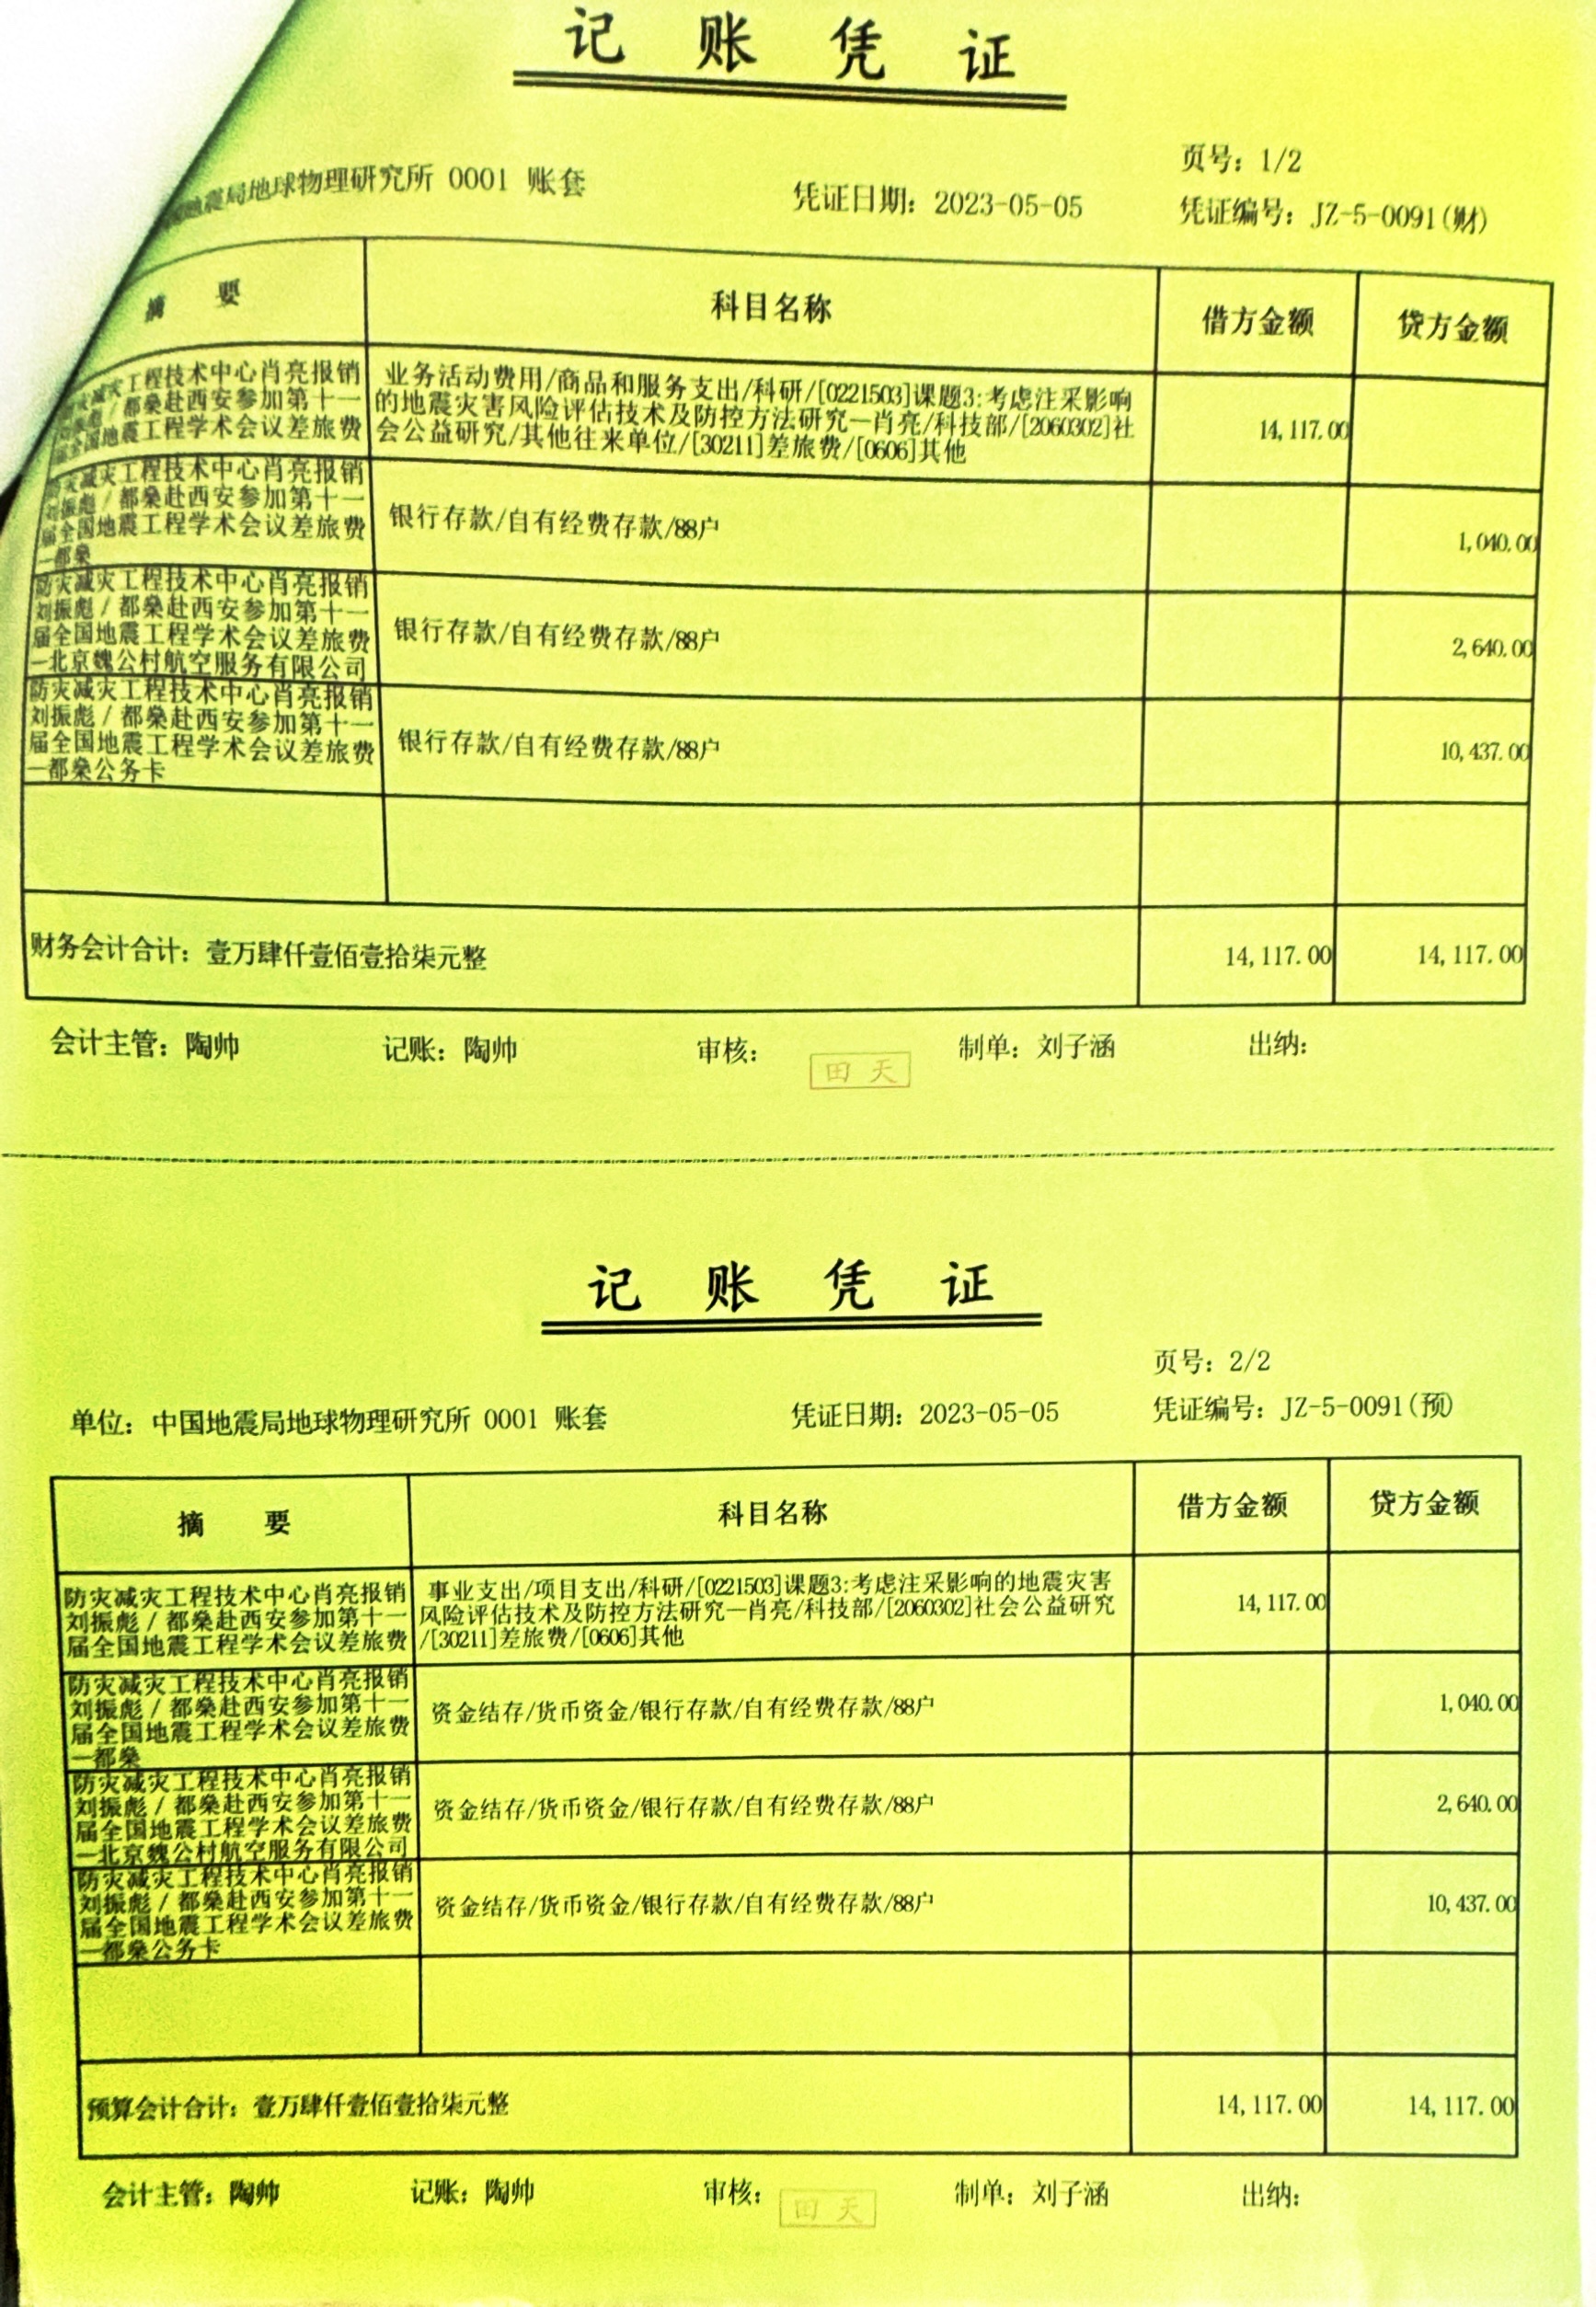 记账凭证
页号：1/2
地震局地球物理研究所 0001 账套 凭证日期：2023-05-05 凭证编号：JZ-5-0091(财)
摘要 科目名称 借方金额 贷方金额
灾工程技术中心肖亮报销
/都燊赴西安参加第十一
全国地震工程学术会议差旅费
业务活动费用/商品和服务支出/科研/[0221503]课题3:考虑注采影响
的地震灾害风险评估技术及防控方法研究—肖亮/科技部/[2060302]社
会公益研究/其他往来单位/[30211]差旅费/[0606]其他
14,117.00
减灾工程技术中心肖亮报销
振彪/都燊赴西安参加第十一
届全国地震工程学术会议差旅费
—都燊
银行存款/自有经费存款/88户
1,040.00
防灾减灾工程技术中心肖亮报销
刘振彪/都燊赴西安参加第十一
届全国地震工程学术会议差旅费
—北京魏公村航空服务有限公司
银行存款/自有经费存款/88户
2,640.00
防灾减灾工程技术中心肖亮报销
刘振彪/都燊赴西安参加第十一
届全国地震工程学术会议差旅费
—都燊公务卡
银行存款/自有经费存款/88户
10,437.00
财务会计合计：壹万肆仟壹佰壹拾柒元整 14,117.00 14,117.00
会计主管：陶帅 记账：陶帅 审核： 田天 制单：刘子涵 出纳：
记账凭证
页号：2/2
单位：中国地震局地球物理研究所 0001 账套 凭证日期：2023-05-05 凭证编号：JZ-5-0091(预)
摘要 科目名称 借方金额 贷方金额
防灾减灾工程技术中心肖亮报销
刘振彪/都燊赴西安参加第十一
届全国地震工程学术会议差旅费
事业支出/项目支出/科研/[0221503]课题3:考虑注采影响的地震灾害
风险评估技术及防控方法研究—肖亮/科技部/[2060302]社会公益研究
/[30211]差旅费/[0606]其他
14,117.00
防灾减灾工程技术中心肖亮报销
刘振彪/都燊赴西安参加第十一
届全国地震工程学术会议差旅费
—都燊
资金结存/货币资金/银行存款/自有经费存款/88户
1,040.00
防灾减灾工程技术中心肖亮报销
刘振彪/都燊赴西安参加第十一
届全国地震工程学术会议差旅费
—北京魏公村航空服务有限公司
资金结存/货币资金/银行存款/自有经费存款/88户
2,640.00
防灾减灾工程技术中心肖亮报销
刘振彪/都燊赴西安参加第十一
届全国地震工程学术会议差旅费
—都燊公务卡
资金结存/货币资金/银行存款/自有经费存款/88户
10,437.00
预算会计合计：壹万肆仟壹佰壹拾柒元整 14,117.00 14,117.00
会计主管：陶帅 记账：陶帅 审核： 田天 制单：刘子涵 出纳：